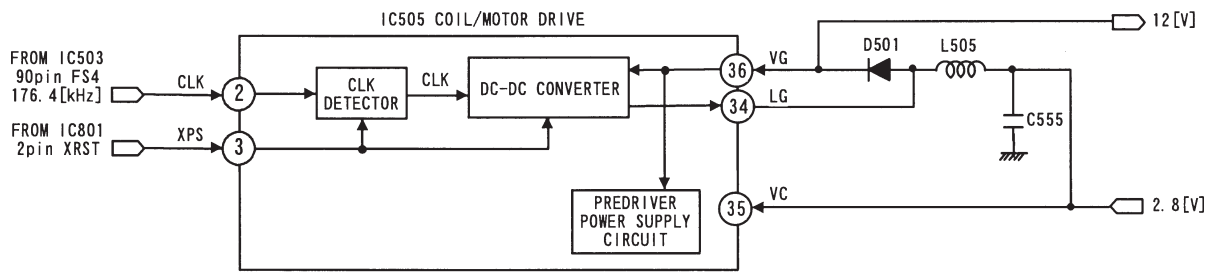 IC505 COIL/MOTOR DRIVE
12[V]
D501
L505
FROM IC503
90pin FS4
176.4[kHz]
CLK
2
CLK
DETECTOR
CLK
DC-DC CONVERTER
36
VG
34
LG
C555
FROM IC801
2pin XRST
XPS
3
PREDRIVER
POWER SUPPLY
CIRCUIT
35
VC
2.8[V]